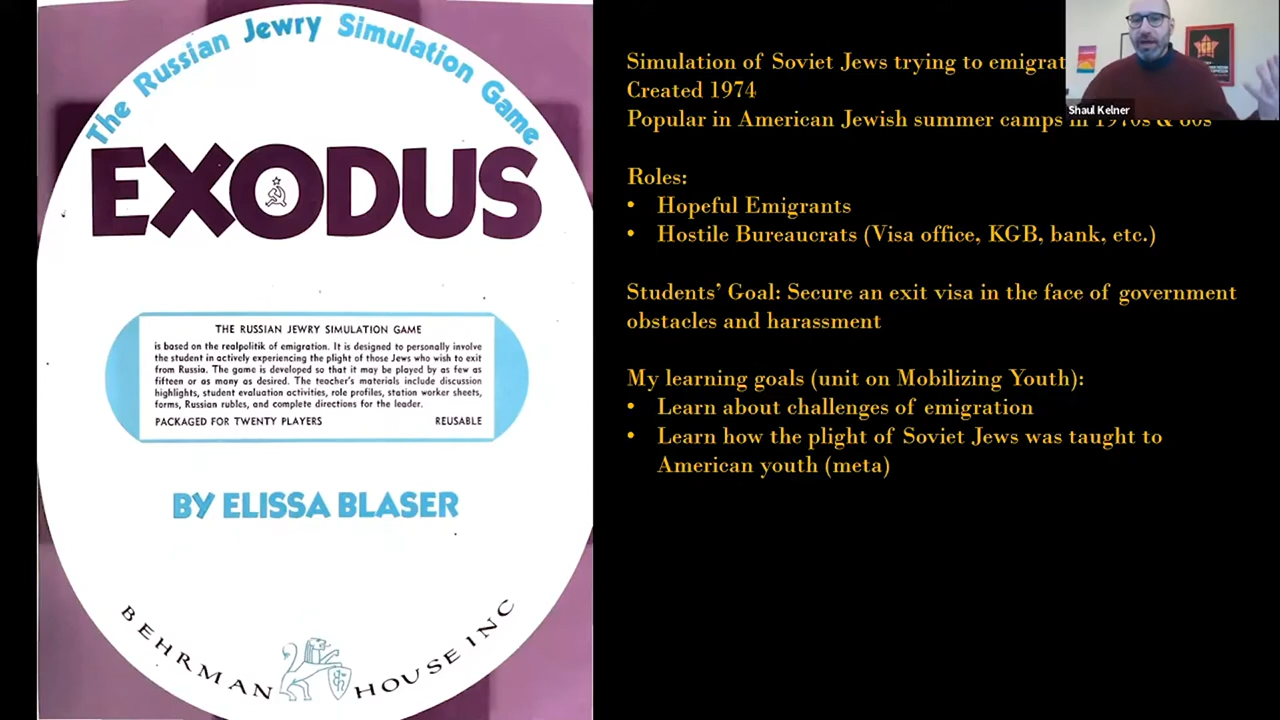 The Russian Jewry Simulation Game
EXODUS
THE RUSSIAN JEWRY SIMULATION GAME
is based on the realpolitik of emigration. It is designed to personally involve
the student in actively experiencing the plight of those Jews who wish to exit
from Russia. The game is developed so that it may be played by as few as
fifteen or as many as desired. The teacher's materials include discussion
highlights, student evaluation activities, role profiles, station worker sheets,
forms, Russian rubles, and complete directions for the leader.
PACKAGED FOR TWENTY PLAYERS REUSABLE
BY ELISSA BLASER
BEHRMAN HOUSE INC
Simulation of Soviet Jews trying to emigrat
Created 1974
Popular in American Jewish summer camps in 1970s & 80s
Roles:
• Hopeful Emigrants
• Hostile Bureaucrats (Visa office, KGB, bank, etc.)
Students' Goal: Secure an exit visa in the face of government
obstacles and harassment
My learning goals (unit on Mobilizing Youth):
• Learn about challenges of emigration
• Learn how the plight of Soviet Jews was taught to
American youth (meta)
Shaul Kelner